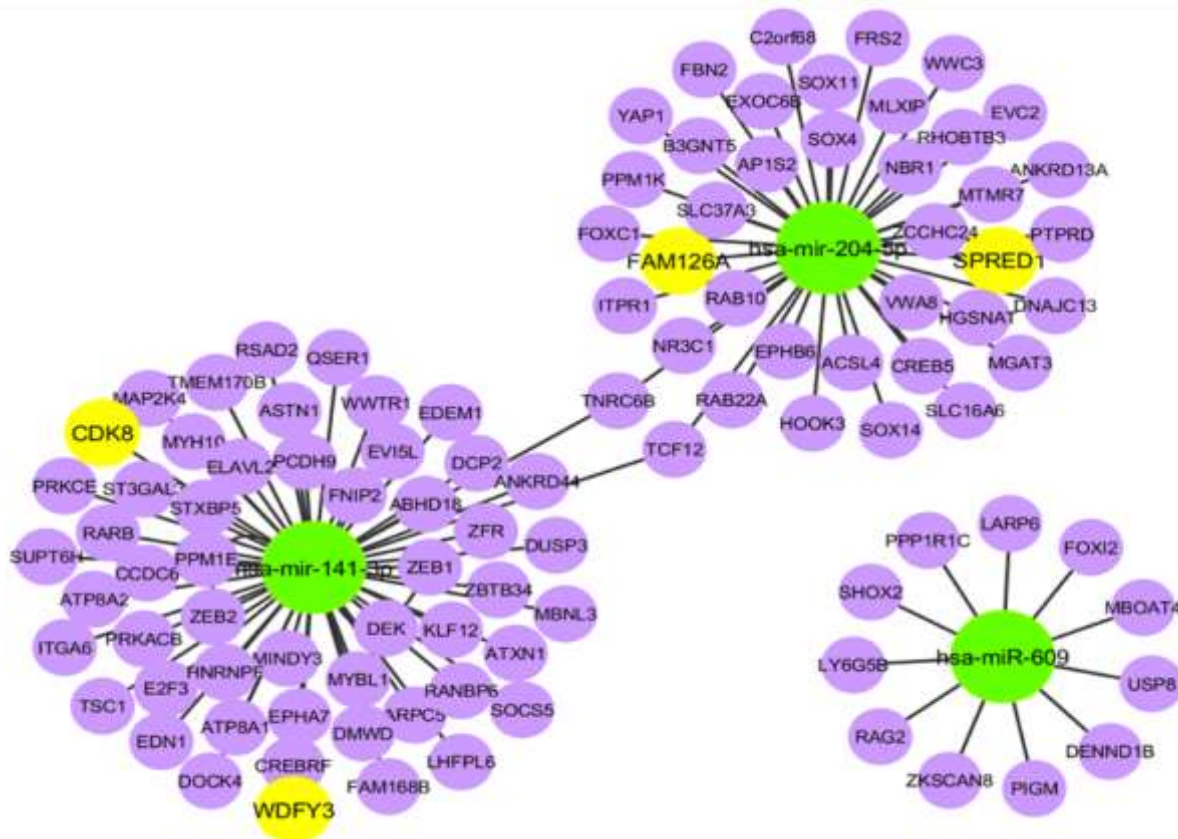 C2orf68
FRS2
FBN2
SOX11
WWC3
EXOC6B
MLXIP
YAP1
EVC2
B3GNT5
SOX4
RHOBTB3
AP1S2
NBR1
ANKRD13A
PPM1K
MTMR7
SLC37A3
FOXC1
ZCCHC24
PTPRD
hsa-mir-204-5p
FAM126A
SPRED1
ITPR1
RAB10
VWA8
DNAJC13
HGSNAT
NR3C1
EPHB6
ACSL4
CREB5
MGAT3
TNRC6B
RAB22A
HOOK3
SLC16A6
SOX14
TCF12
RSAD2
QSER1
TMEM170B
MAP2K4
ASTN1
WWTR1
EDEM1
CDK8
MYH10
EVI5L
ELAVL2
PCDH9
DCP2
ANKRD44
PRKCE
ST3GAL
FNIP2
ABHD18
STXBP5
RARB
ZFR
DUSP3
SUPT6H
PPM1E
CCDC6
hsa-mir-141-3p
ZEB1
ATP8A2
ZBTB34
MBNL3
ZEB2
PRKACB
DEK
KLF12
ITGA6
ATXN1
HNRNPF
MINDY3
E2F3
MYBL1
RANBP6
TSC1
SOCS5
EDN1
ATP8A1
EPHA7
DMWD
ARPC5
LHFPL6
DOCK4
CREBRF
FAM168B
WDFY3
LARP6
PPP1R1C
FOXI2
SHOX2
MBOAT4
LY6G5B
hsa-miR-609
USP8
RAG2
DENND1B
ZKSCAN8
PIGM